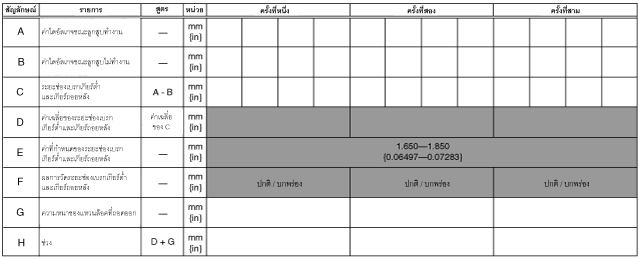 สัญลักษณ์ รายการ สูตร หน่วย ครั้งที่หนึ่ง ครั้งที่สอง ครั้งที่สาม
A ค่าไดอัลเกจขณะลูกสูบทำงาน — mm {in}
B ค่าไดอัลเกจขณะลูกสูบไม่ทำงาน — mm {in}
C ระยะช่องเบรกเกียร์ต่ำ
และเกียร์ถอยหลัง A - B mm {in}
D ค่าเฉลี่ยของระยะช่องเบรก
เกียร์ต่ำและเกียร์ถอยหลัง ค่าเฉลี่ย
ของ C mm {in}
E ค่าที่กำหนดของระยะช่องเบรก
เกียร์ต่ำและเกียร์ถอยหลัง — mm {in} 1.650—1.850
{0.06497—0.07283}
F ผลการวัดระยะช่องเบรกเกียร์ต่ำ
และเกียร์ถอยหลัง — mm {in} ปกติ / บกพร่อง ปกติ / บกพร่อง ปกติ / บกพร่อง
G ความหนาของแหวนล็อคที่ถอดออก — mm {in}
H ช่วง D + G mm {in}